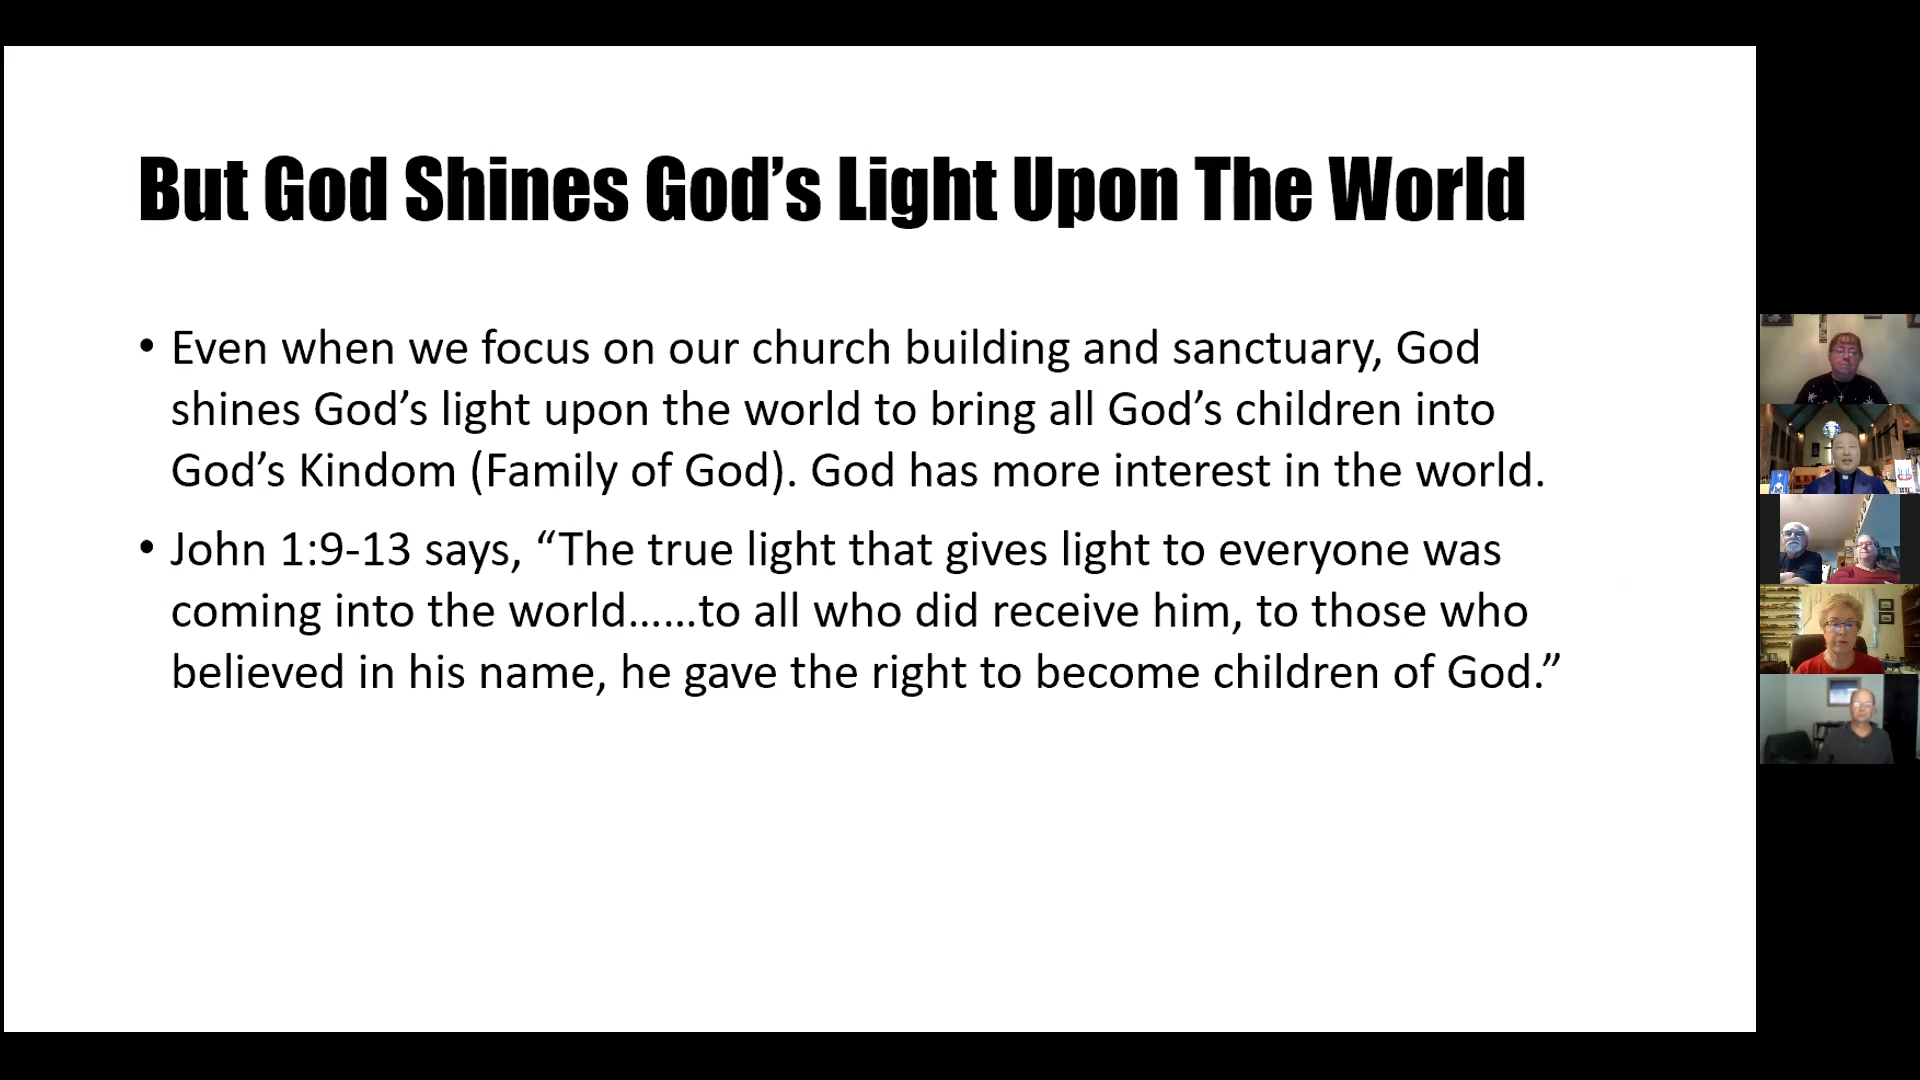 But God Shines God’s Light Upon The World
• Even when we focus on our church building and sanctuary, God
shines God’s light upon the world to bring all God’s children into
God’s Kindom (Family of God). God has more interest in the world.
• John 1:9-13 says, “The true light that gives light to everyone was
coming into the world......to all who did receive him, to those who
believed in his name, he gave the right to become children of God.”